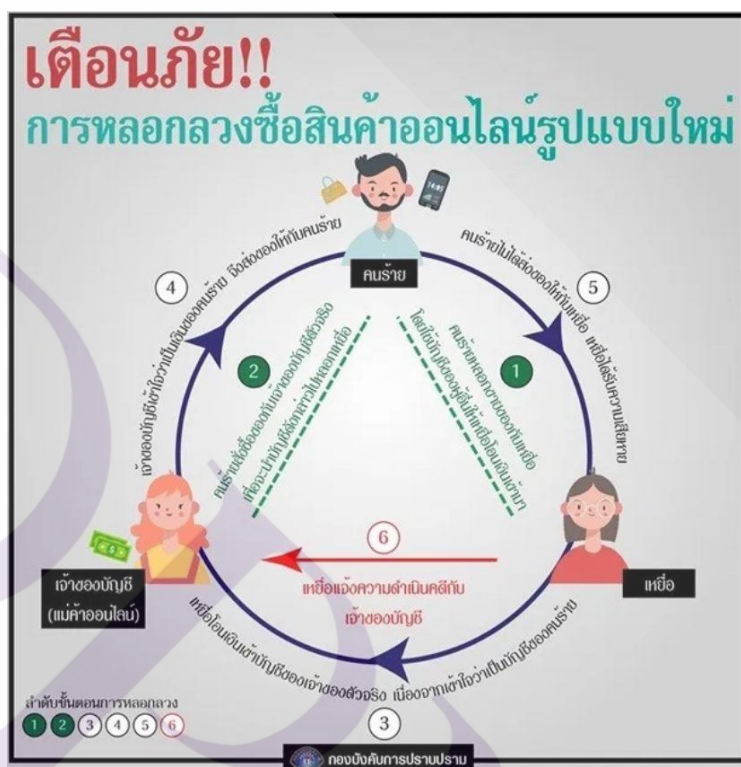 เตือนภัย!!
การหลอกลวงซื้อสินค้าออนไลน์รูปแบบใหม่
14:05
คนร้าย
4
เจ้าของบัญชีเข้าใจว่าเป็นเงินของคนร้าย จึงส่งของให้กับคนร้าย
5
คนร้ายไม่ได้ส่งของให้กับเหยื่อ เหยื่อได้รับความเสียหาย
2
คนร้ายสั่งซื้อของกับเจ้าของบัญชีตัวจริง
เพื่อจะนำบัญชีดังกล่าวไปหลอกเหยื่อ
1
คนร้ายหลอกขายของกับเหยื่อ
โดยใช้บัญชีของผู้อื่นให้เหยื่อโอนเงินเข้ามา
6
เหยื่อแจ้งความดำเนินคดีกับ
เจ้าของบัญชี
เจ้าของบัญชี
(แม่ค้าออนไลน์)
เหยื่อ
เหยื่อโอนเงินเข้าบัญชีของเจ้าของตัวจริง เนื่องจากเข้าใจว่าเป็นบัญชีของคนร้าย
3
ลำดับขั้นตอนการหลอกลวง
1 2 3 4 5 6
กองบังคับการปราบปราม